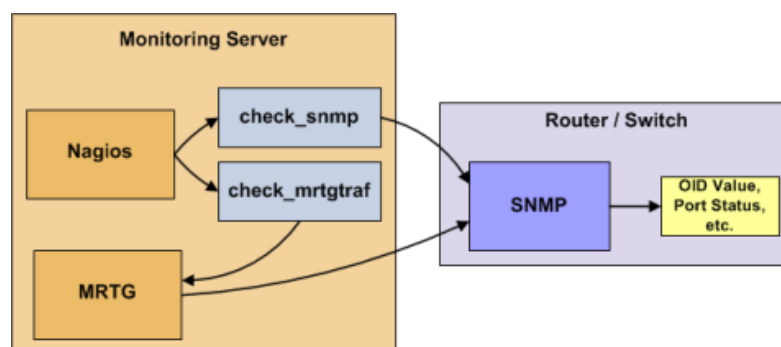 Monitoring Server
Nagios
check_snmp
check_mrtgtraf
MRTG
Router / Switch
SNMP
OID Value,
Port Status,
etc.